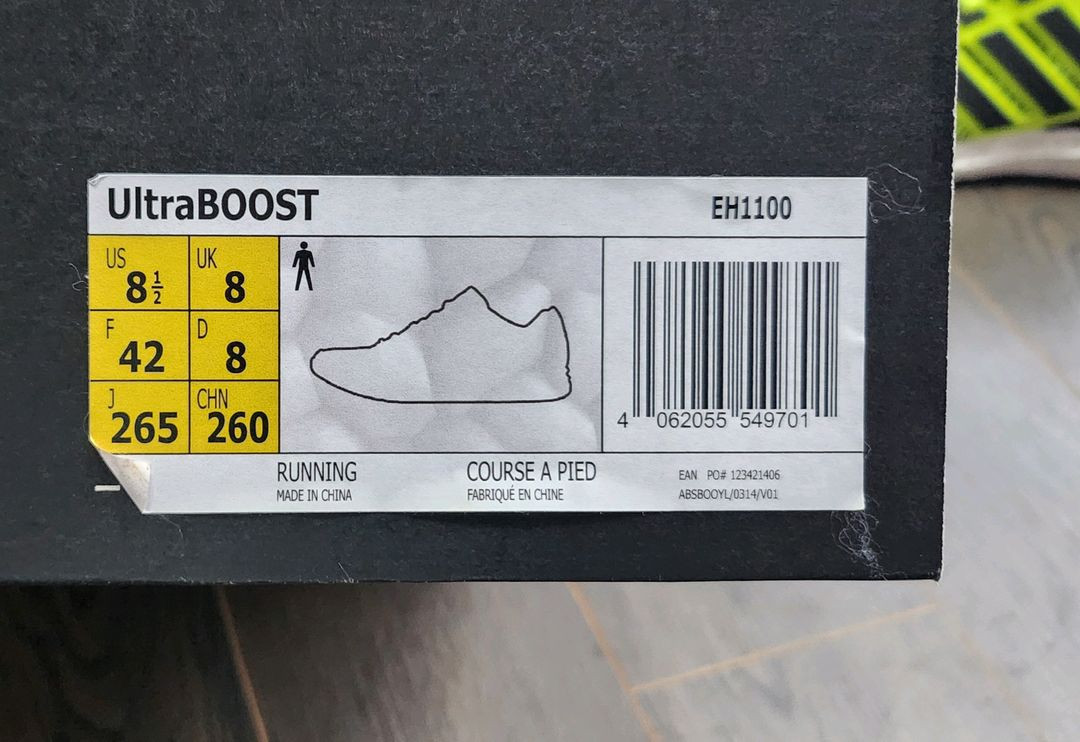 UltraBOOST EH1100
US 8½ UK 8
F 42 D 8
J 265 CHN 260
4 062055 549701
RUNNING COURSE A PIED EAN PO# 123421406
MADE IN CHINA FABRIQUÉ EN CHINE ABSBOOYL/0314/V01